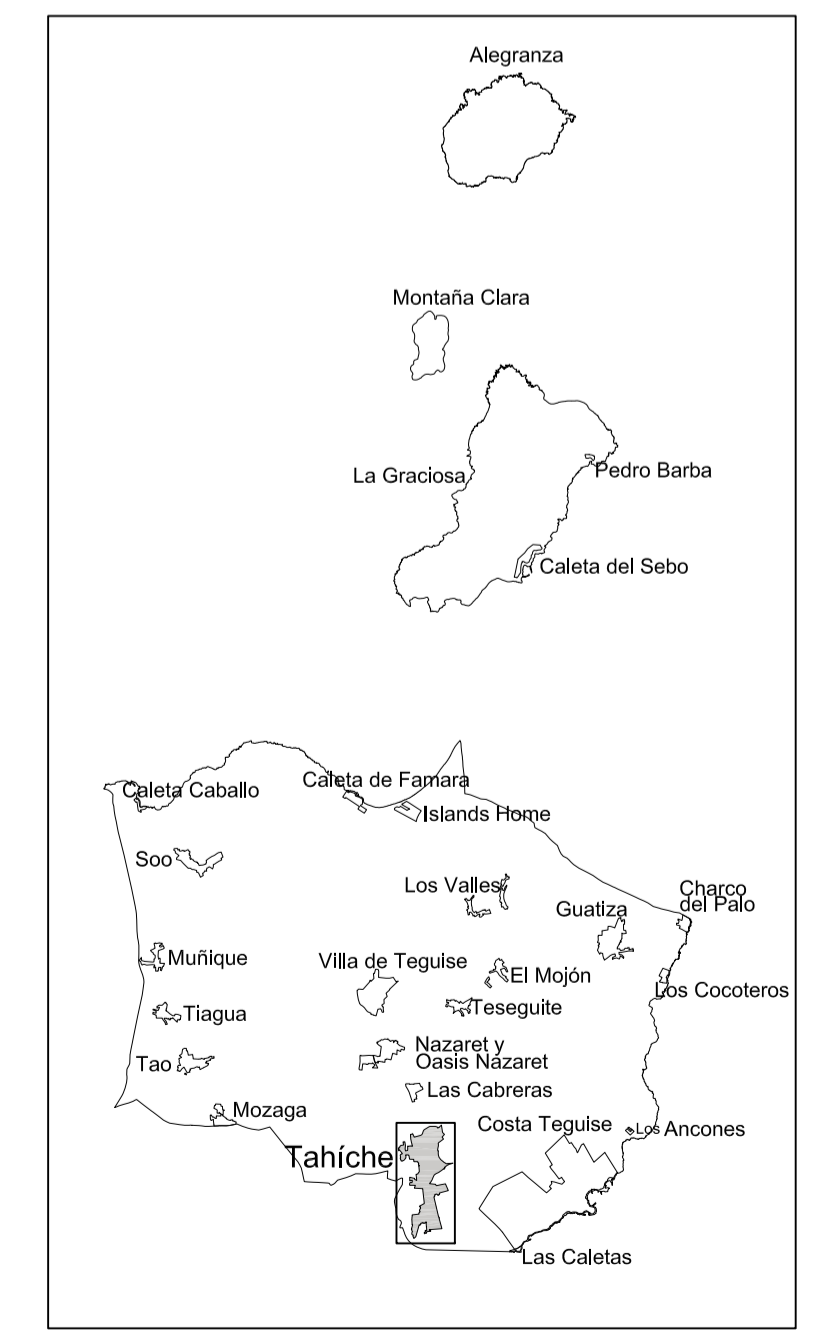 Alegranza
Montaña Clara
La Graciosa
Pedro Barba
Caleta del Sebo
Caleta de Famara
Caleta Caballo
Islands Home
Soo
Los Valles
Charco
del Palo
Guatiza
Muñique
Villa de Teguise
El Mojón
Los Cocoteros
Teseguite
Tiagua
Nazaret y
Oasis Nazaret
Tao
Las Cabreras
Mozaga
Costa Teguise
Los Ancones
Tahíche
Las Caletas